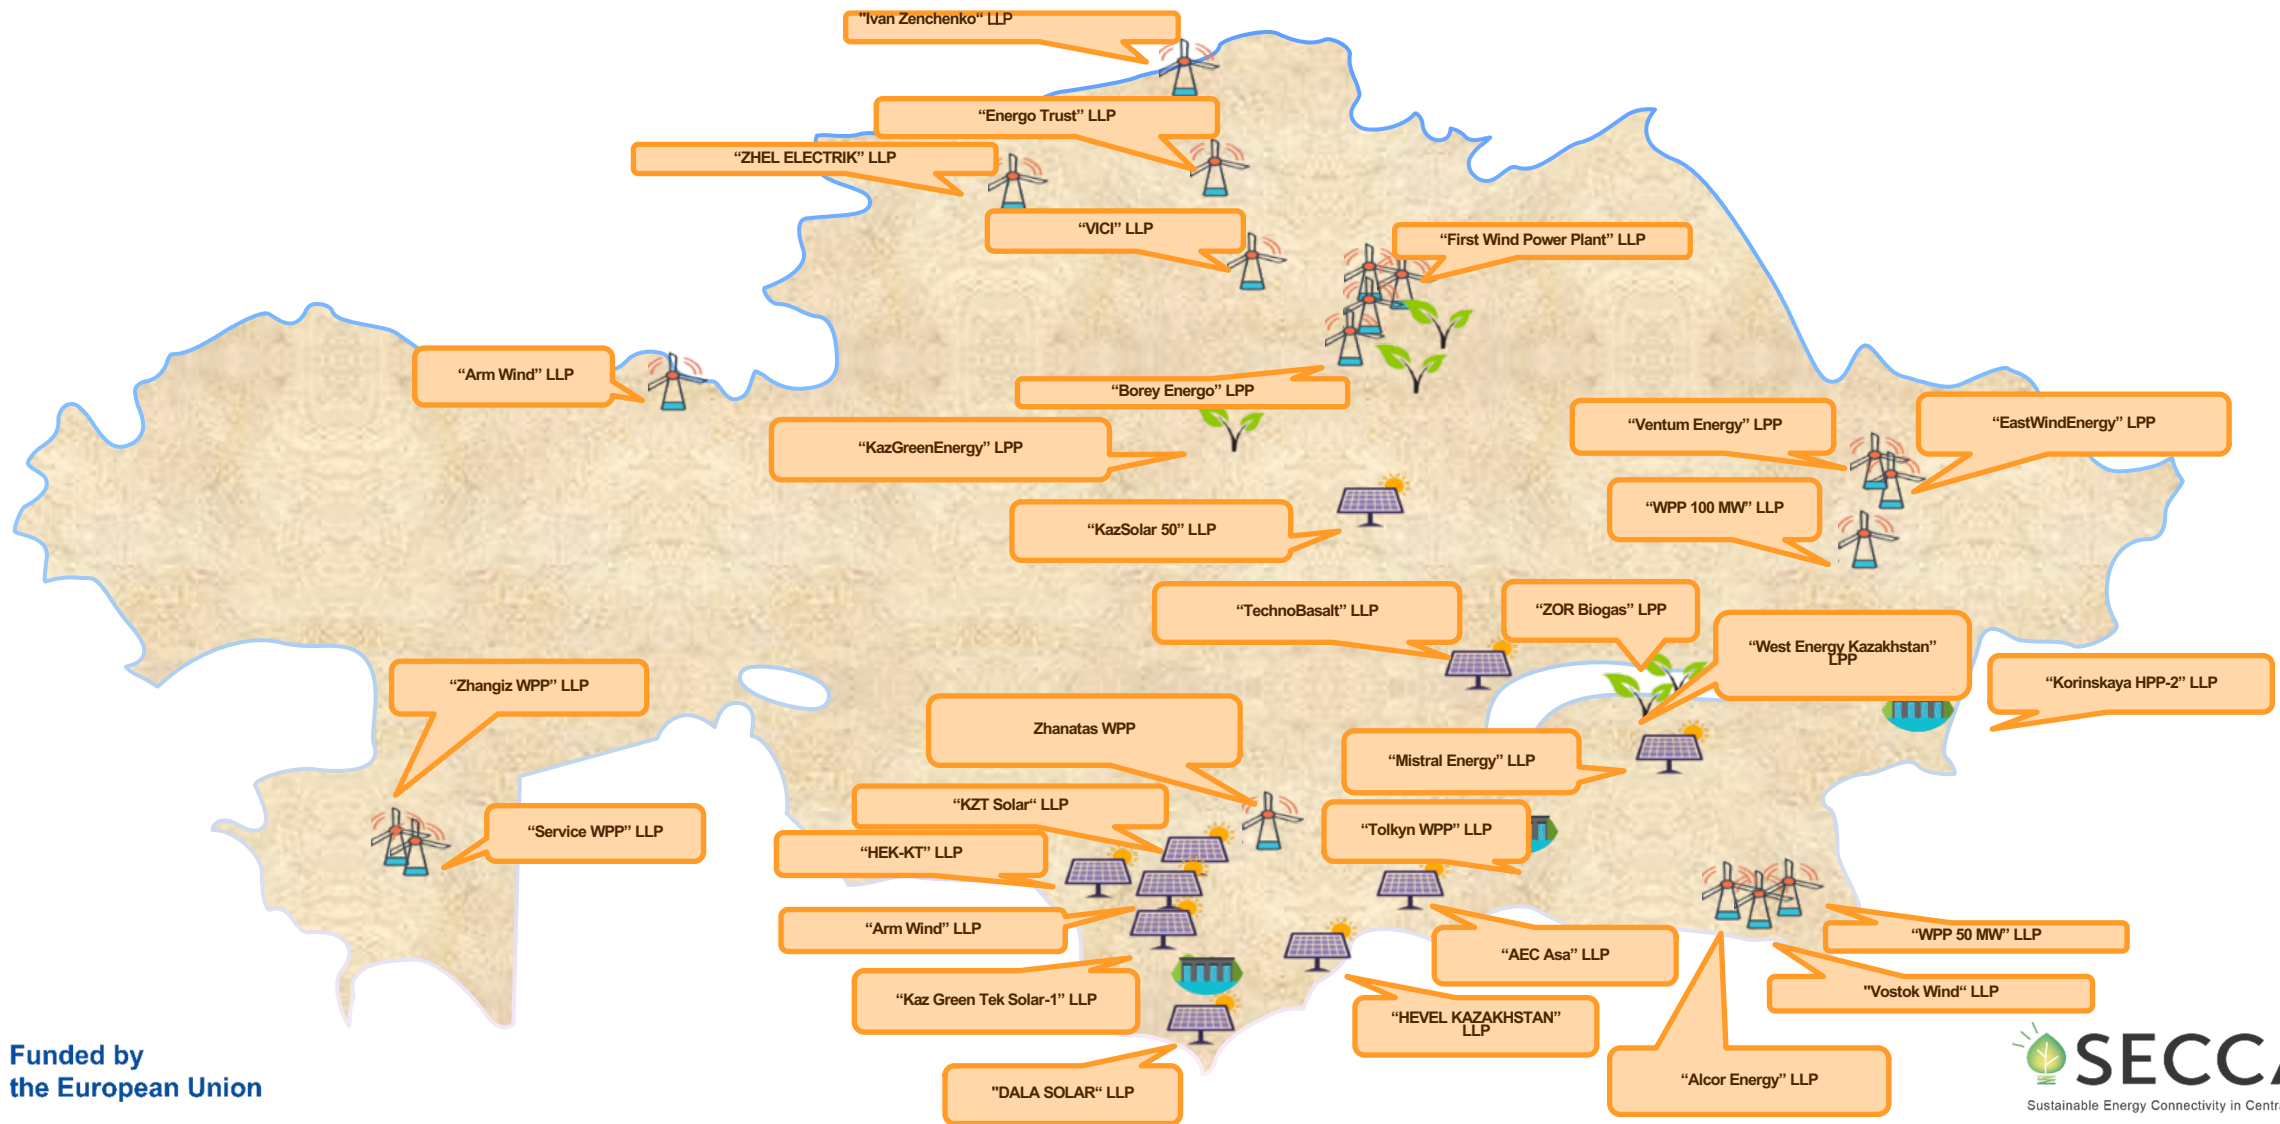 "Ivan Zenchenko“ LLP
“Energo Trust” LLP
“ZHEL ELECTRIK” LLP
“VICI” LLP
“First Wind Power Plant” LLP
“Arm Wind” LLP
“Borey Energo” LPP
“KazGreenEnergy” LPP
“Ventum Energy” LPP
“EastWindEnergy” LPP
“WPP 100 MW” LLP
“KazSolar 50” LLP
“TechnoBasalt” LLP
“ZOR Biogas” LPP
“West Energy Kazakhstan”
LPP
“Korinskaya HPP-2” LLP
“Zhangiz WPP” LLP
Zhanatas WPP
“Mistral Energy” LLP
“KZT Solar“ LLP
“Service WPP” LLP
“Tolkyn WPP” LLP
“HEK-KT” LLP
“Arm Wind” LLP
“WPP 50 MW” LLP
“AEC Asa” LLP
“Kaz Green Tek Solar-1” LLP
"Vostok Wind“ LLP
“HEVEL KAZAKHSTAN”
LLP
“Alcor Energy” LLP
"DALA SOLAR“ LLP
Funded by
the European Union
SECCA
Sustainable Energy Connectivity in Centr